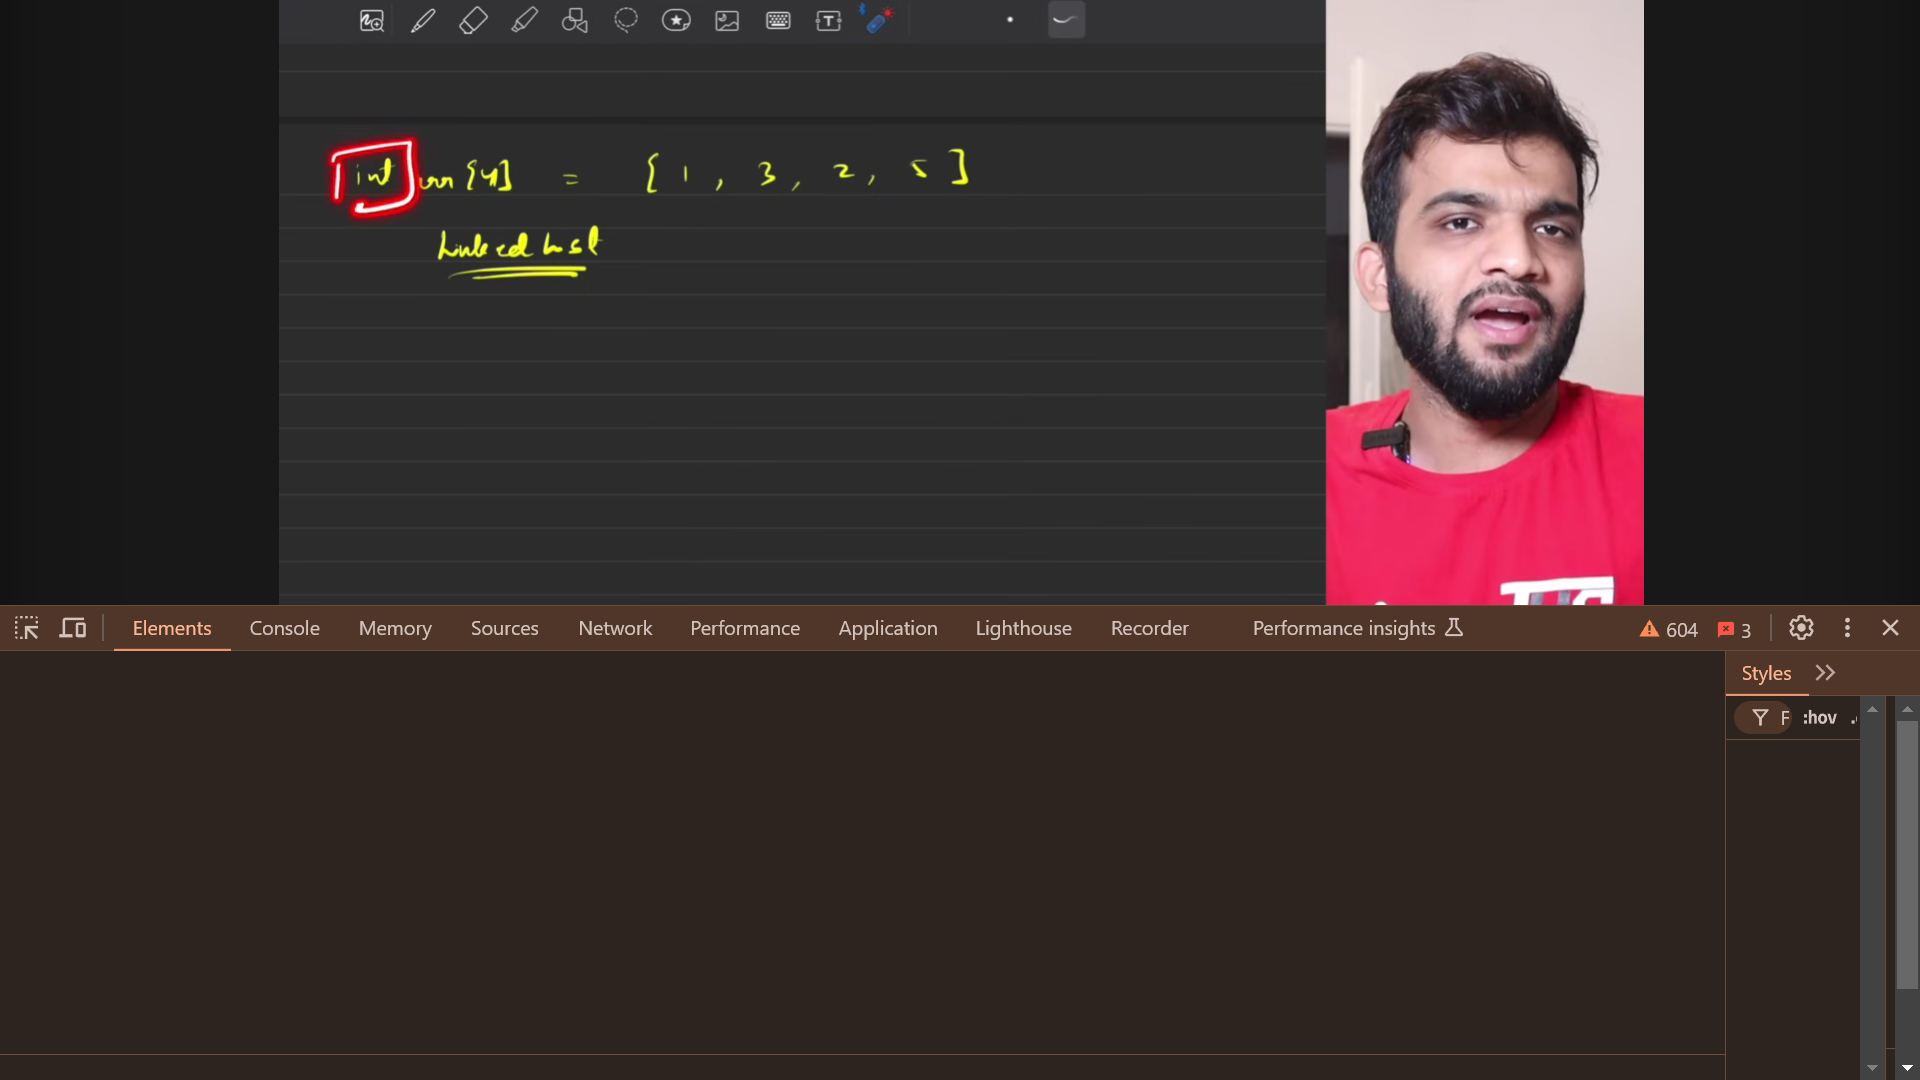 int arr[4] = [ 1 , 3 , 2 , 5 ]
Linked List
Elements Console Memory Sources Network Performance Application Lighthouse Recorder Performance insights 604 3
Styles
F :hov